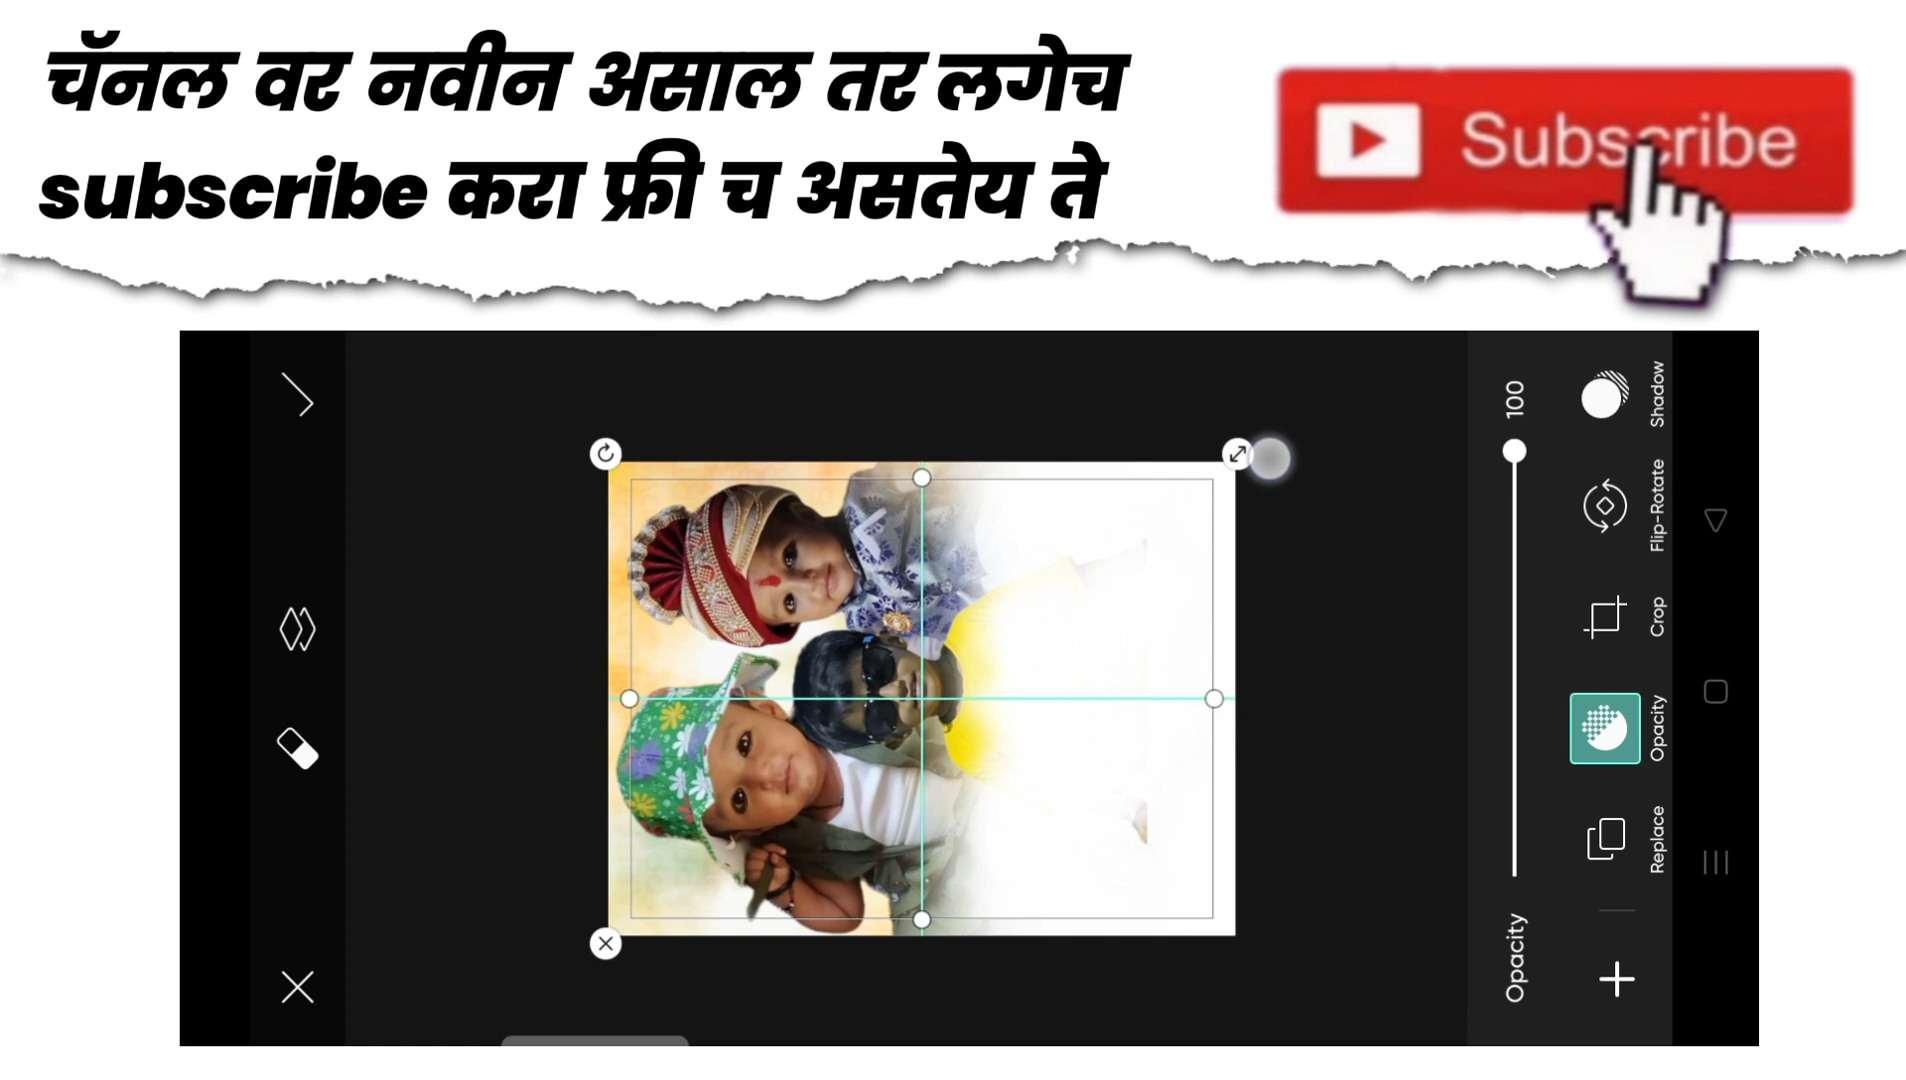 चॅनल वर नवीन असाल तर लगेच
subscribe करा फ्री च असतेय ते
Subscribe
100
Opacity
Shadow
Flip-Rotate
Crop
Opacity
Replace